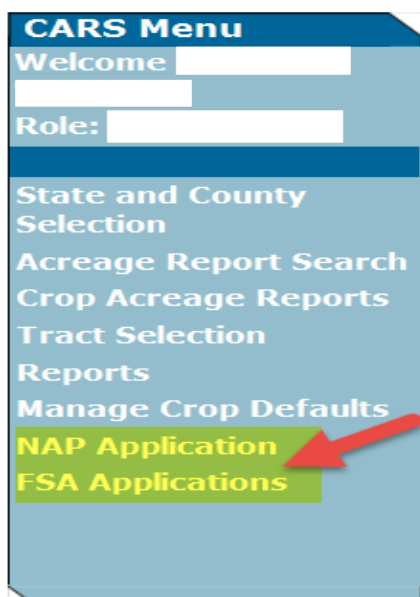 CARS Menu
Welcome
Role:
State and County
Selection
Acreage Report Search
Crop Acreage Reports
Tract Selection
Reports
Manage Crop Defaults
NAP Application
FSA Applications